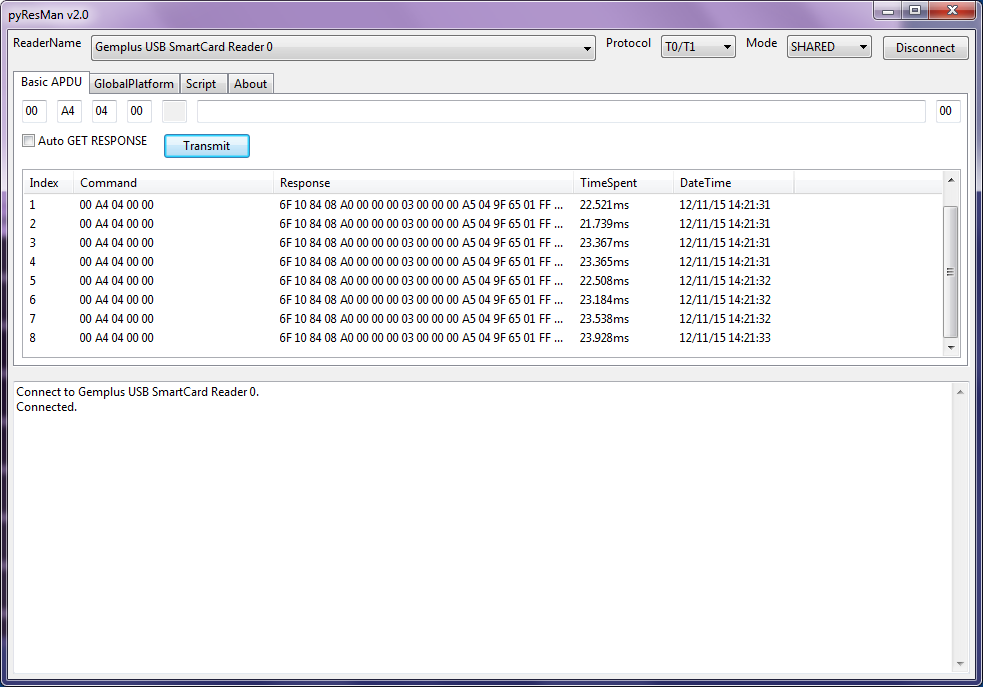 pyResMan v2.0
ReaderName Gemplus USB SmartCard Reader 0 Protocol T0/T1 Mode SHARED Disconnect
Basic APDU GlobalPlatform Script About
00 A4 04 00 00
Auto GET RESPONSE Transmit
Index Command Response TimeSpent DateTime
1 00 A4 04 00 00 6F 10 84 08 A0 00 00 00 03 00 00 00 A5 04 9F 65 01 FF ... 22.521ms 12/11/15 14:21:31
2 00 A4 04 00 00 6F 10 84 08 A0 00 00 00 03 00 00 00 A5 04 9F 65 01 FF ... 21.739ms 12/11/15 14:21:31
3 00 A4 04 00 00 6F 10 84 08 A0 00 00 00 03 00 00 00 A5 04 9F 65 01 FF ... 23.367ms 12/11/15 14:21:31
4 00 A4 04 00 00 6F 10 84 08 A0 00 00 00 03 00 00 00 A5 04 9F 65 01 FF ... 23.365ms 12/11/15 14:21:31
5 00 A4 04 00 00 6F 10 84 08 A0 00 00 00 03 00 00 00 A5 04 9F 65 01 FF ... 22.508ms 12/11/15 14:21:32
6 00 A4 04 00 00 6F 10 84 08 A0 00 00 00 03 00 00 00 A5 04 9F 65 01 FF ... 23.184ms 12/11/15 14:21:32
7 00 A4 04 00 00 6F 10 84 08 A0 00 00 00 03 00 00 00 A5 04 9F 65 01 FF ... 23.538ms 12/11/15 14:21:32
8 00 A4 04 00 00 6F 10 84 08 A0 00 00 00 03 00 00 00 A5 04 9F 65 01 FF ... 23.928ms 12/11/15 14:21:33
Connect to Gemplus USB SmartCard Reader 0.
Connected.